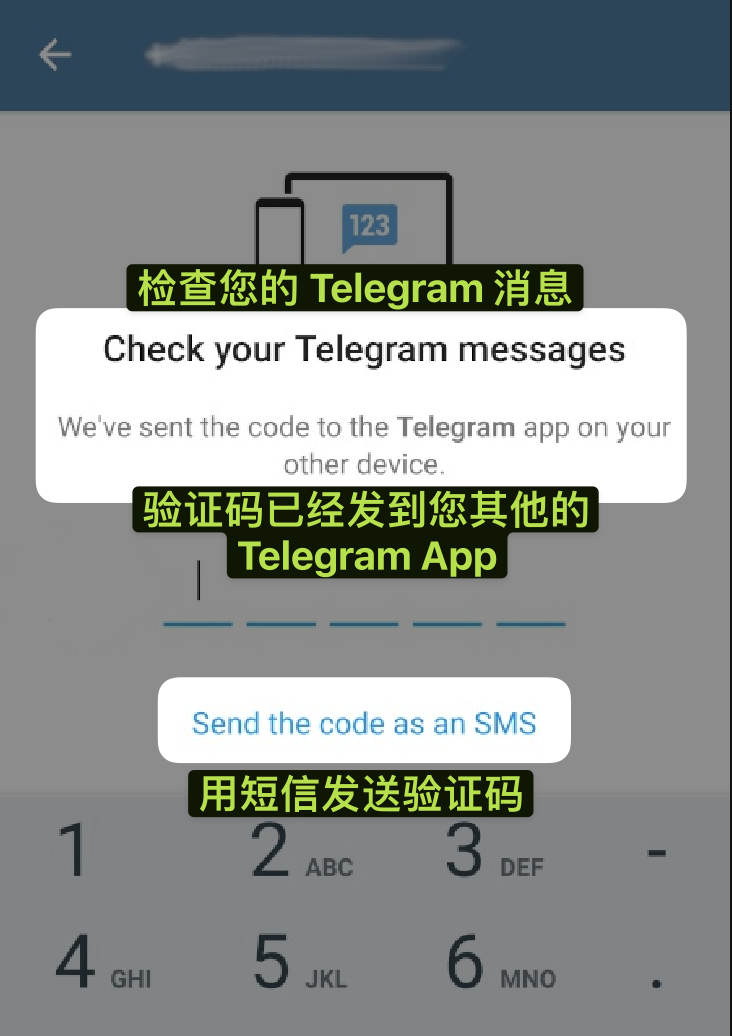 123
检查您的 Telegram 消息
Check your Telegram messages
We've sent the code to the Telegram app on your
other device.
验证码已经发到您其他的
Telegram App
Send the code as an SMS
用短信发送验证码
1 2 ABC 3 DEF -
4 GHI 5 JKL 6 MNO .